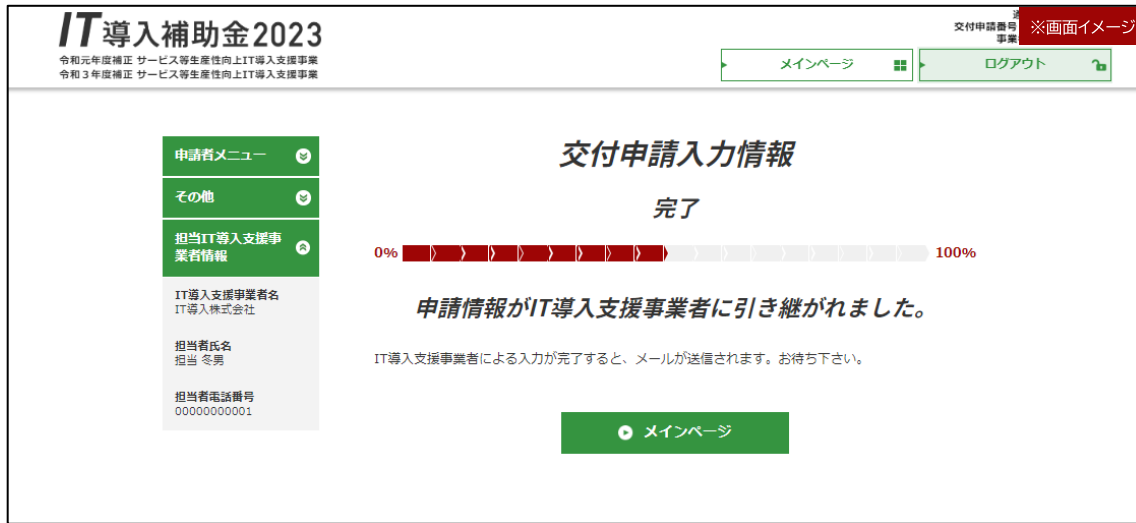 IT導入補助金2023
令和元年度補正 サービス等生産性向上IT導入支援事業
令和３年度補正 サービス等生産性向上IT導入支援事業
交付申請番号
事業
※画面イメージ
メインページ
ログアウト
申請者メニュー
その他
担当IT導入支援事
業者情報
IT導入支援事業者名
IT導入株式会社
担当者氏名
担当 冬男
担当者電話番号
00000000001
交付申請入力情報
完了
0%
100%
申請情報がIT導入支援事業者に引き継がれました。
IT導入支援事業者による入力が完了すると、メールが送信されます。お待ち下さい。
メインページ